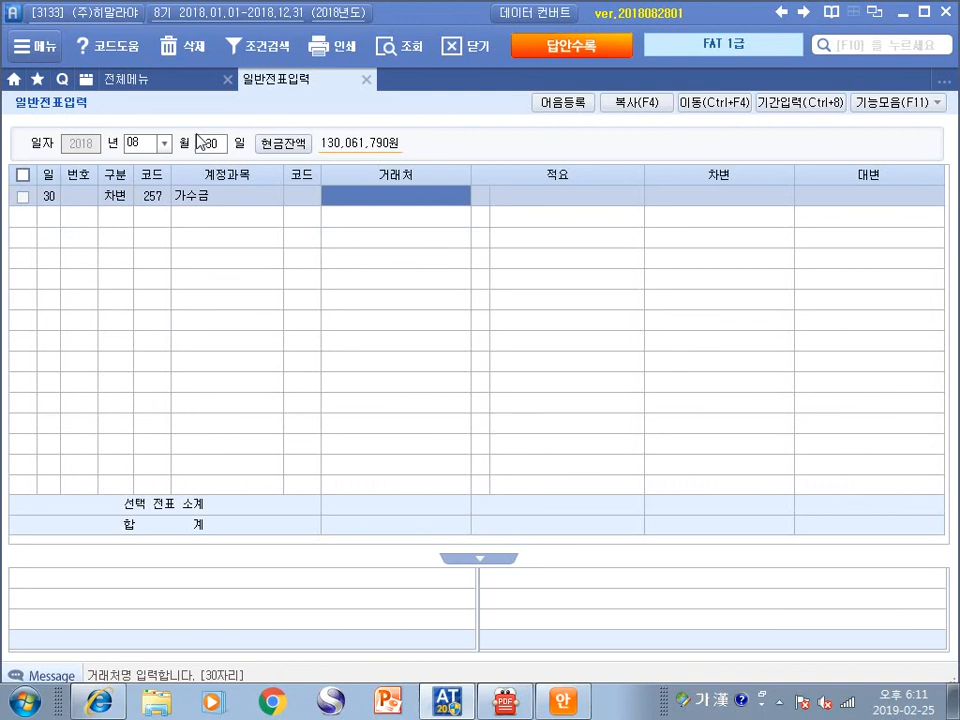 A [3133] (주)히말라야 8기 2018.01.01-2018.12.31 (2018년도) 데이터 컨버트 ver.2018082801
메뉴 코드도움 삭제 조건검색 인쇄 조회 닫기 답안수록 FAT 1급 [F10] 을 누르세요
Q 전체메뉴 일반전표입력
일반전표입력 어음등록 복사(F4) 이동(Ctrl+F4) 기간입력(Ctrl+8) 기능모음(F11)
일자 2018 년 08 월 30 일 현금잔액 130,061,790원
일 번호 구분 코드 계정과목 코드 거래처 적요 차변 대변
30 차변 257 가수금
선택 전표 소계
합 계
Message 거래처명 입력합니다. [30자리]
AT 20 PDF 안 가 漢 오후 6:11
2019-02-25